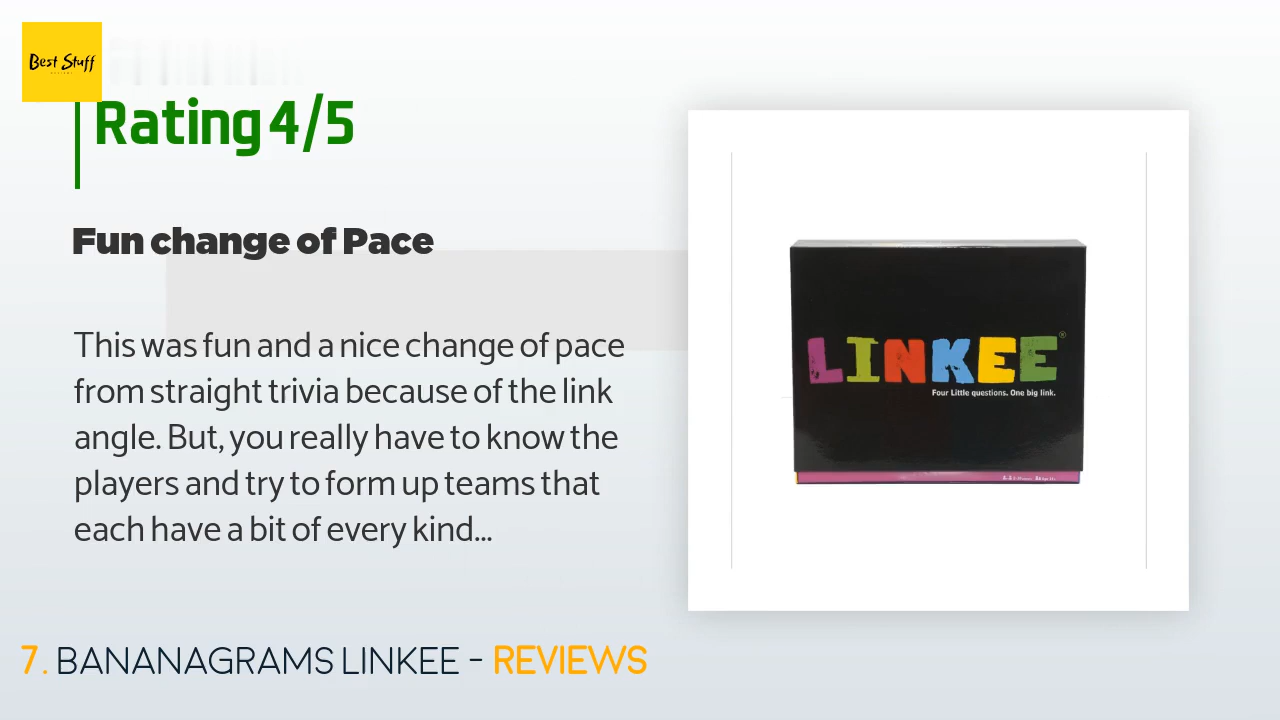 Best Stuff
Rating 4/5
Fun change of Pace
This was fun and a nice change of pace
from straight trivia because of the link
angle. But, you really have to know the
players and try to form up teams that
each have a bit of every kind...
LINKEE®
Four Little questions. One big link.
7. BANANAGRAMS LINKEE - REVIEWS